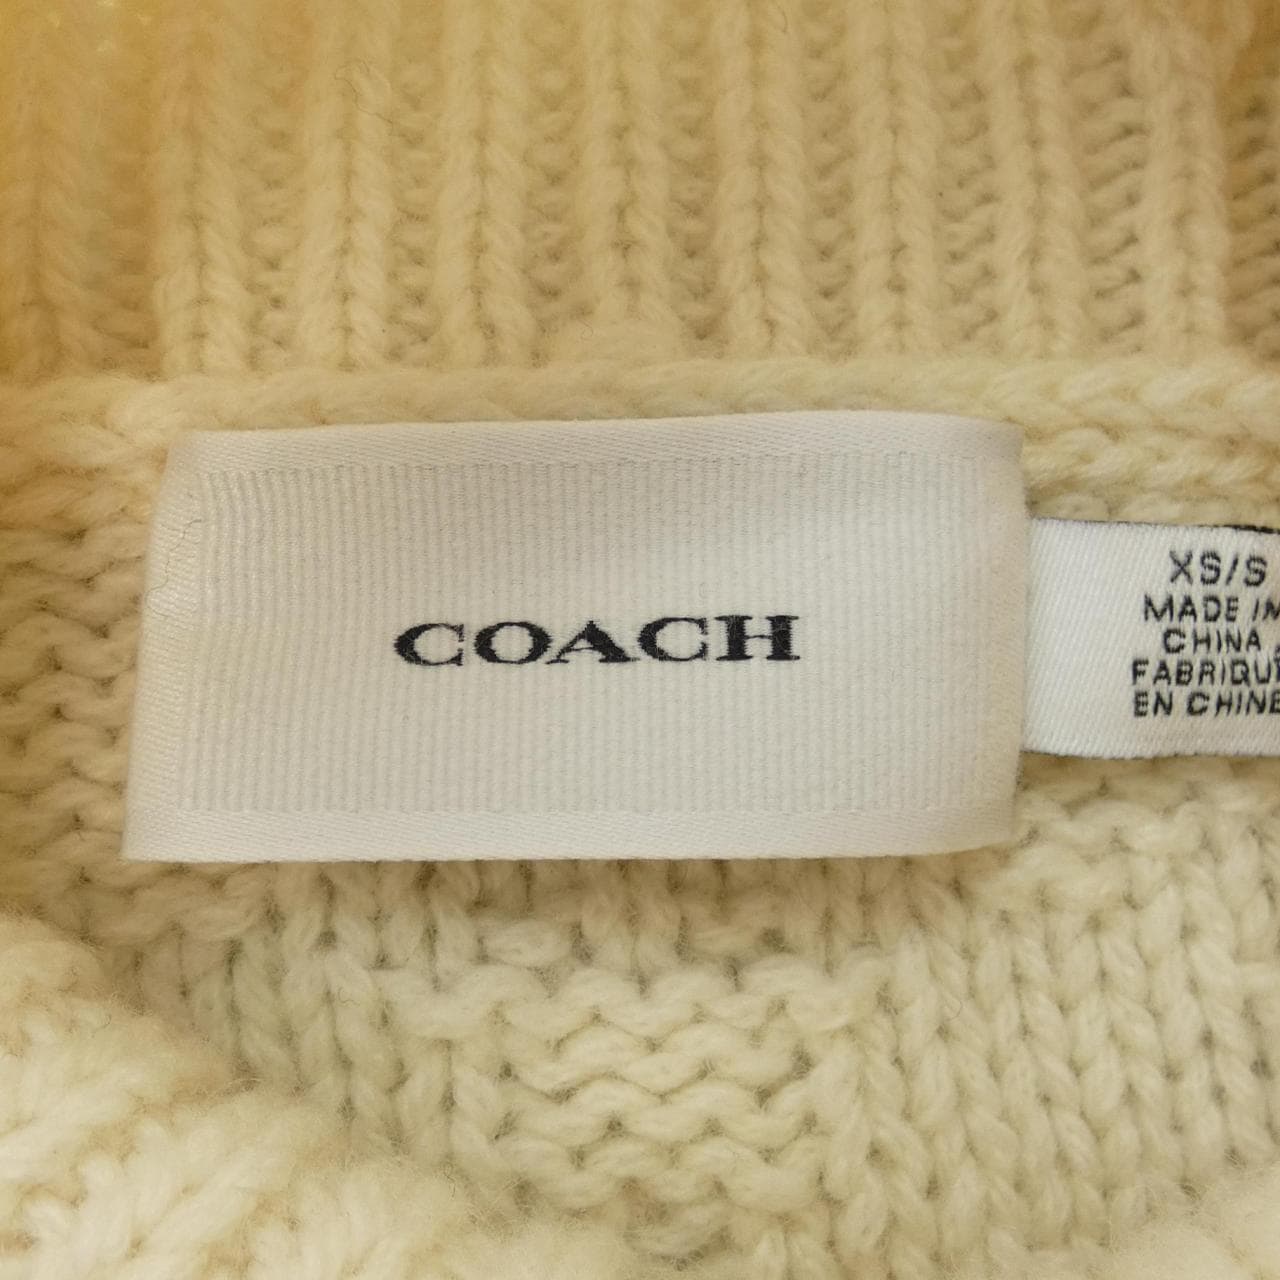 COACH
XS/S
MADE IN
CHINA
FABRIQUÉ
EN CHINE